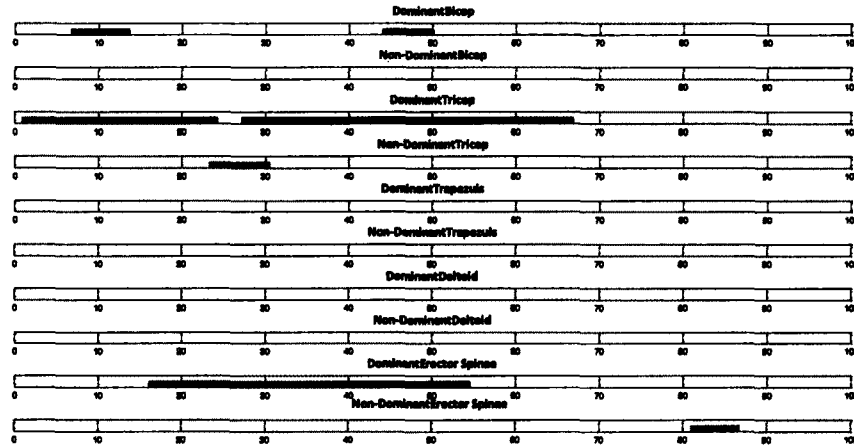 DominantBicep
0 10 20 30 40 50 60 70 80 90 10
Non-DominantBicep
0 10 20 30 40 50 60 70 80 90 10
DominantTricep
0 10 20 30 40 50 60 70 80 90 10
Non-DominantTricep
0 10 20 30 40 50 60 70 80 90 10
DominantTrapezuis
0 10 20 30 40 50 60 70 80 90 10
Non-DominantTrapezuis
0 10 20 30 40 50 60 70 80 90 10
DominantDeltoid
0 10 20 30 40 50 60 70 80 90 10
Non-DominantDeltoid
0 10 20 30 40 50 60 70 80 90 10
DominantErector Spinae
0 10 20 30 40 50 60 70 80 90 10
Non-DominantErector Spinae
0 10 20 30 40 50 60 70 80 90 10